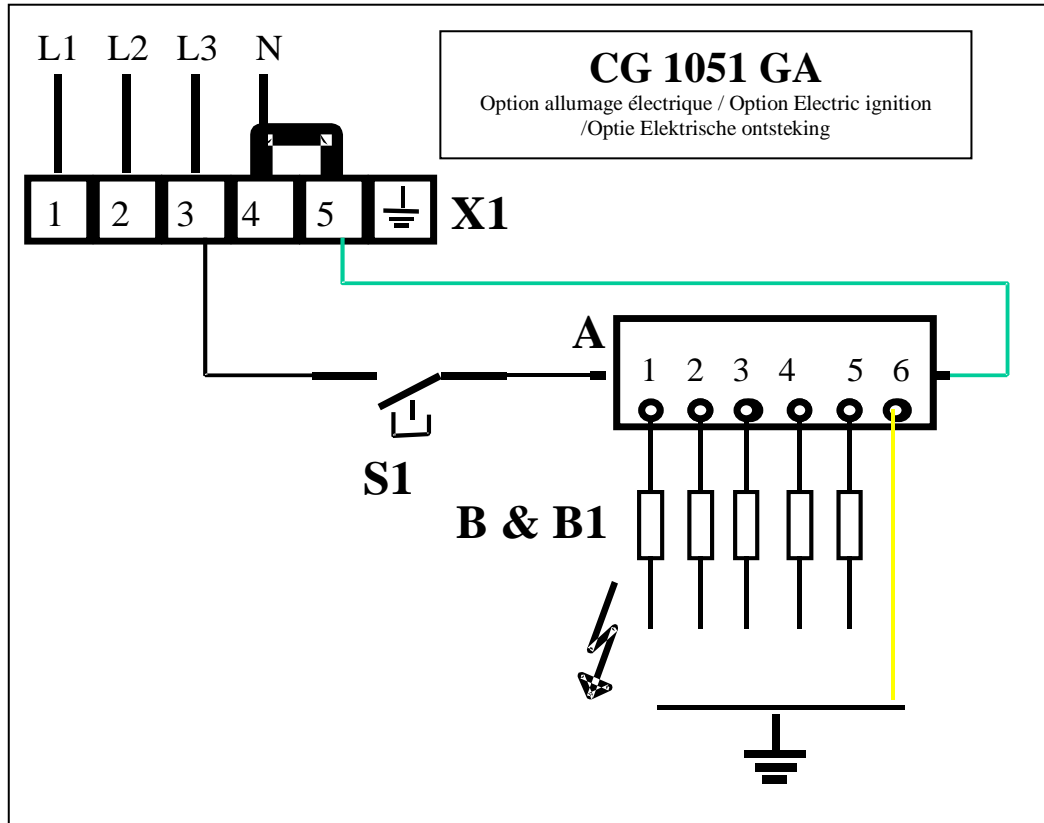 L1 L2 L3 N
CG 1051 GA
Option allumage électrique / Option Electric ignition
/Optie Elektrische ontsteking
1 2 3 4 5 X1
A
1 2 3 4 5 6
S1
B & B1